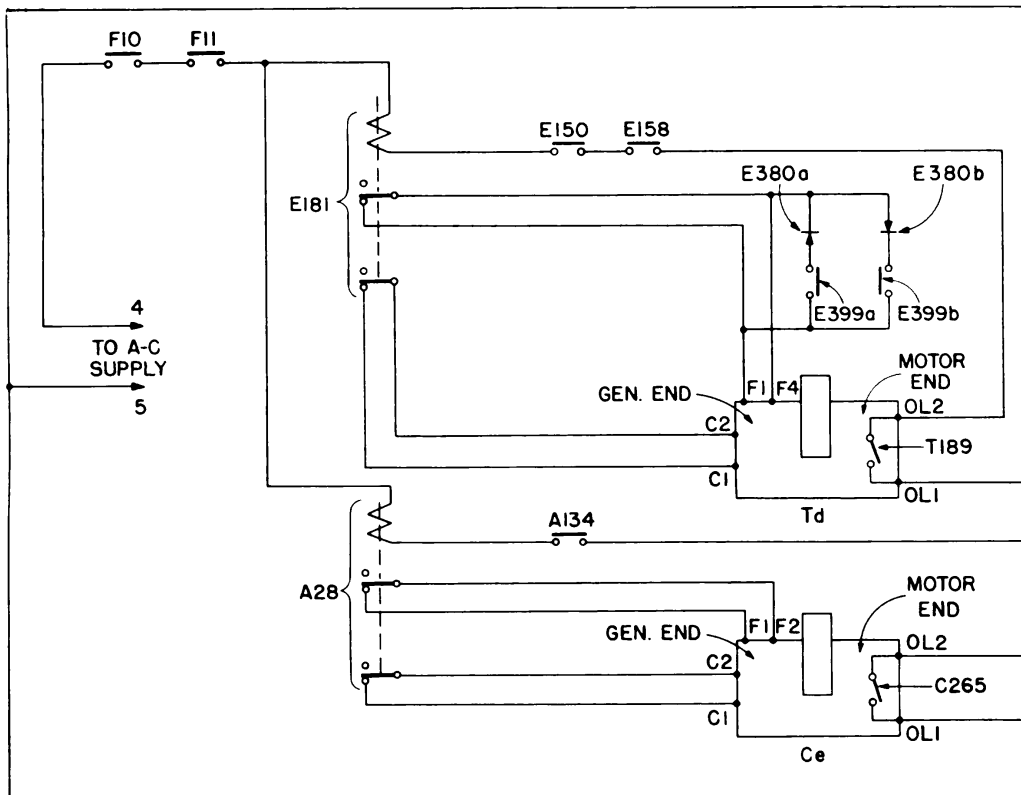 F10
F11
E150
E158
E380a
E380b
E181
E399a
E399b
4
TO A-C
SUPPLY
5
MOTOR
END
GEN. END
F1
F4
OL2
C2
T189
C1
OL1
Td
A134
A28
MOTOR
END
GEN. END
F1
F2
OL2
C2
C265
C1
OL1
Ce